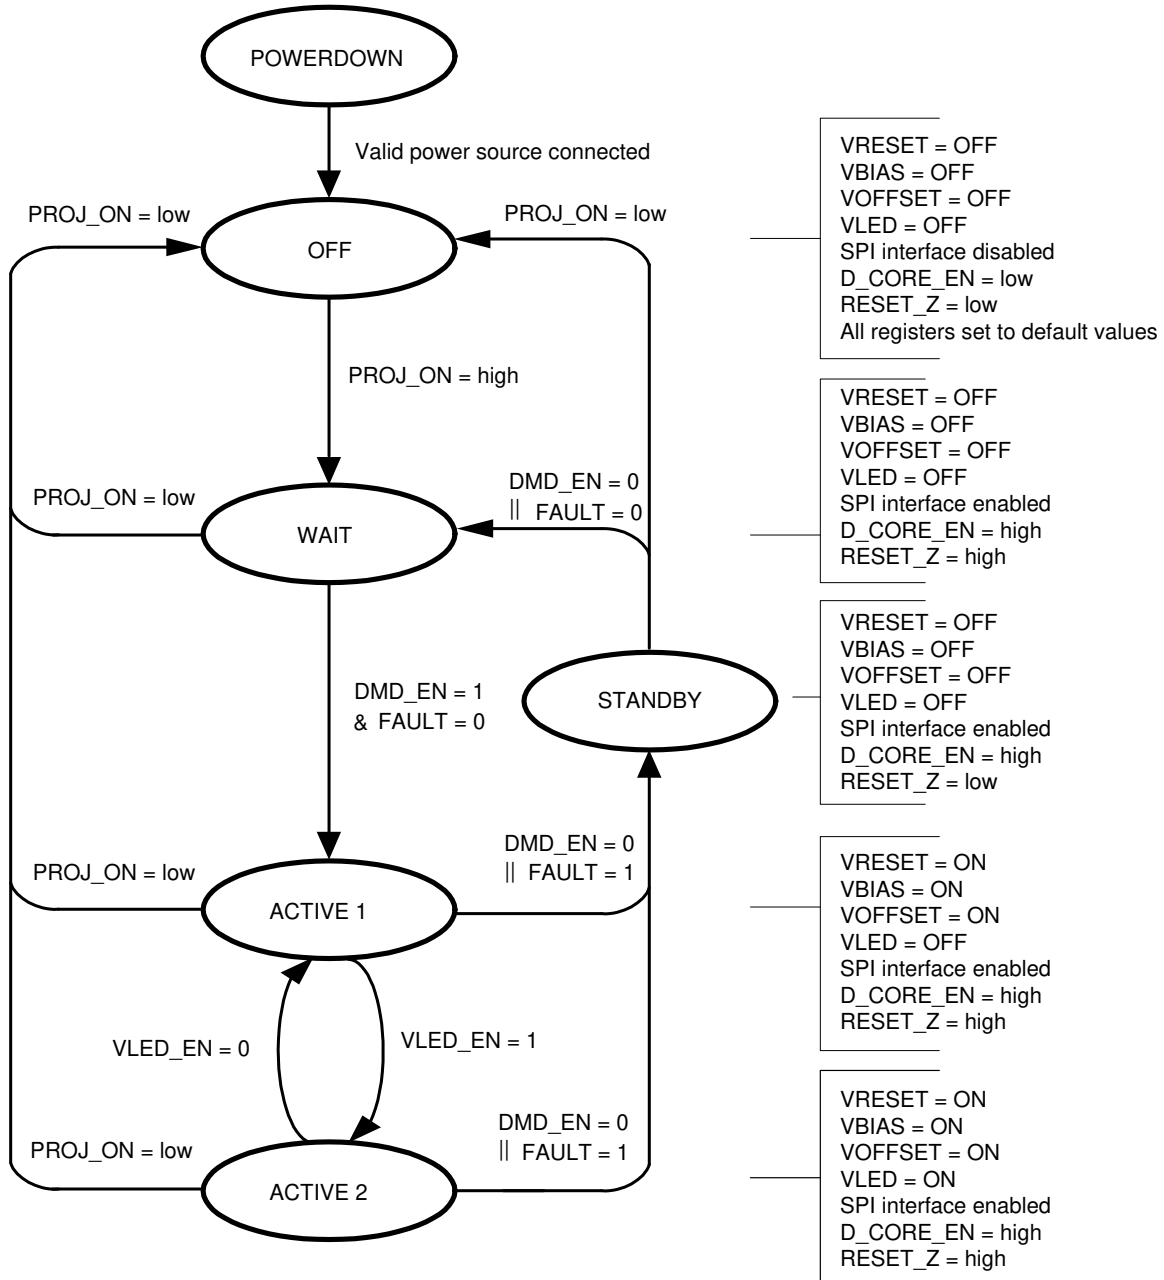 POWERDOWN
Valid power source connected
PROJ_ON = low
PROJ_ON = low
OFF
VRESET = OFF
VBIAS = OFF
VOFFSET = OFF
VLED = OFF
SPI interface disabled
D_CORE_EN = low
RESET_Z = low
All registers set to default values
PROJ_ON = high
PROJ_ON = low
WAIT
DMD_EN = 0
|| FAULT = 0
VRESET = OFF
VBIAS = OFF
VOFFSET = OFF
VLED = OFF
SPI interface enabled
D_CORE_EN = high
RESET_Z = high
DMD_EN = 1
& FAULT = 0
STANDBY
VRESET = OFF
VBIAS = OFF
VOFFSET = OFF
VLED = OFF
SPI interface enabled
D_CORE_EN = high
RESET_Z = low
PROJ_ON = low
ACTIVE 1
DMD_EN = 0
|| FAULT = 1
VRESET = ON
VBIAS = ON
VOFFSET = ON
VLED = OFF
SPI interface enabled
D_CORE_EN = high
RESET_Z = high
VLED_EN = 0
VLED_EN = 1
PROJ_ON = low
ACTIVE 2
DMD_EN = 0
|| FAULT = 1
VRESET = ON
VBIAS = ON
VOFFSET = ON
VLED = ON
SPI interface enabled
D_CORE_EN = high
RESET_Z = high